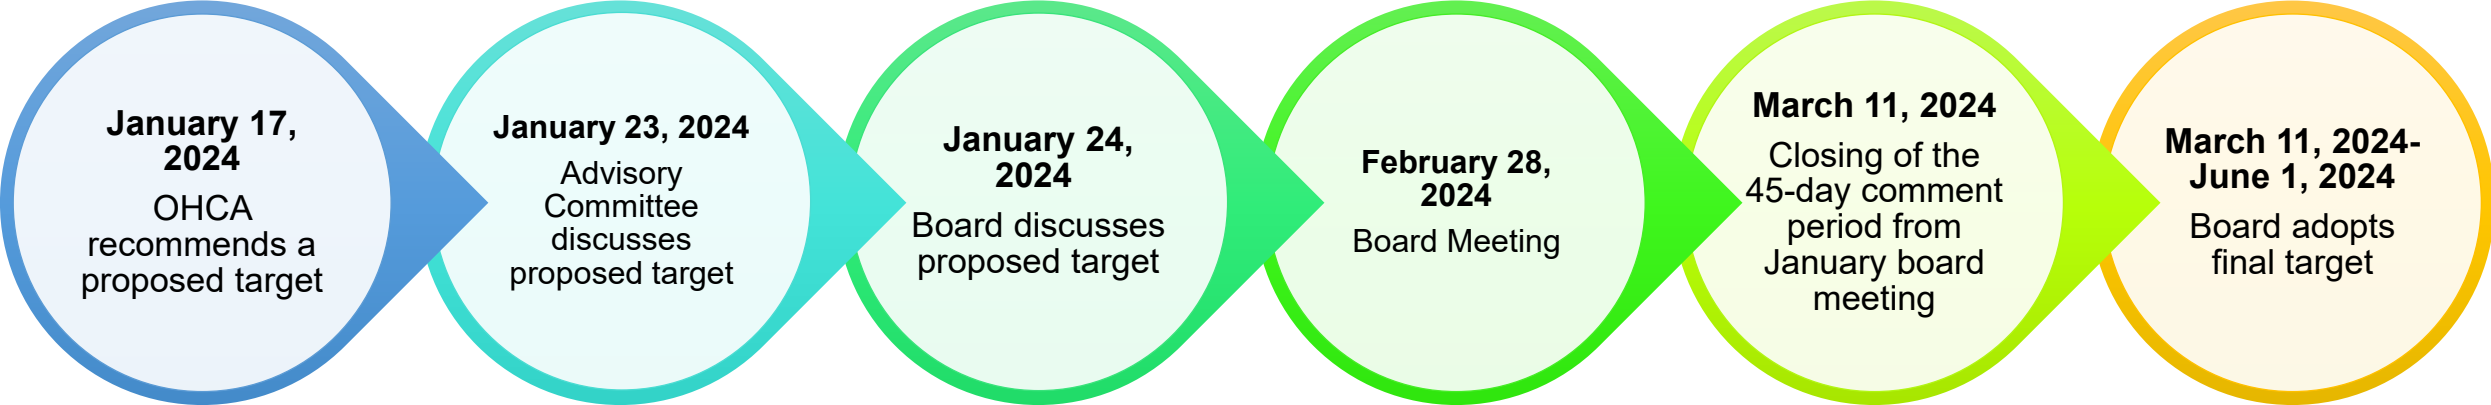 January 17,
2024
OHCA
recommends a
proposed target
January 23, 2024
Advisory
Committee
discusses
proposed target
January 24,
2024
Board discusses
proposed target
February 28,
2024
Board Meeting
March 11, 2024
Closing of the
45-day comment
period from
January board
meeting
March 11, 2024-
June 1, 2024
Board adopts
final target